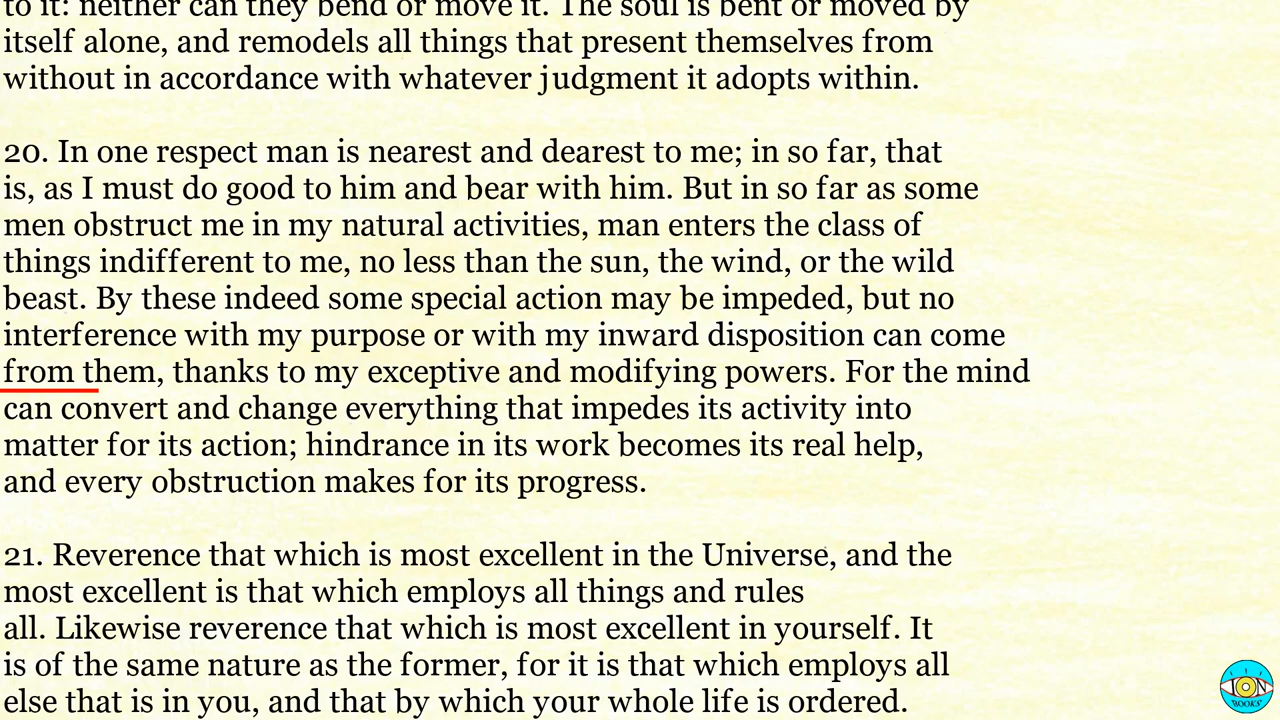 to it: neither can they bend or move it. The soul is bent or moved by
itself alone, and remodels all things that present themselves from
without in accordance with whatever judgment it adopts within.
20. In one respect man is nearest and dearest to me; in so far, that
is, as I must do good to him and bear with him. But in so far as some
men obstruct me in my natural activities, man enters the class of
things indifferent to me, no less than the sun, the wind, or the wild
beast. By these indeed some special action may be impeded, but no
interference with my purpose or with my inward disposition can come
from them, thanks to my exceptive and modifying powers. For the mind
can convert and change everything that impedes its activity into
matter for its action; hindrance in its work becomes its real help,
and every obstruction makes for its progress.
21. Reverence that which is most excellent in the Universe, and the
most excellent is that which employs all things and rules
all. Likewise reverence that which is most excellent in yourself. It
is of the same nature as the former, for it is that which employs all
else that is in you, and that by which your whole life is ordered.
ION
BOOKS